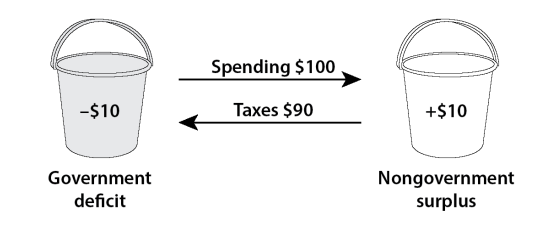 Spending $100
–$10
Taxes $90
+$10
Government
deficit
Nongovernment
surplus